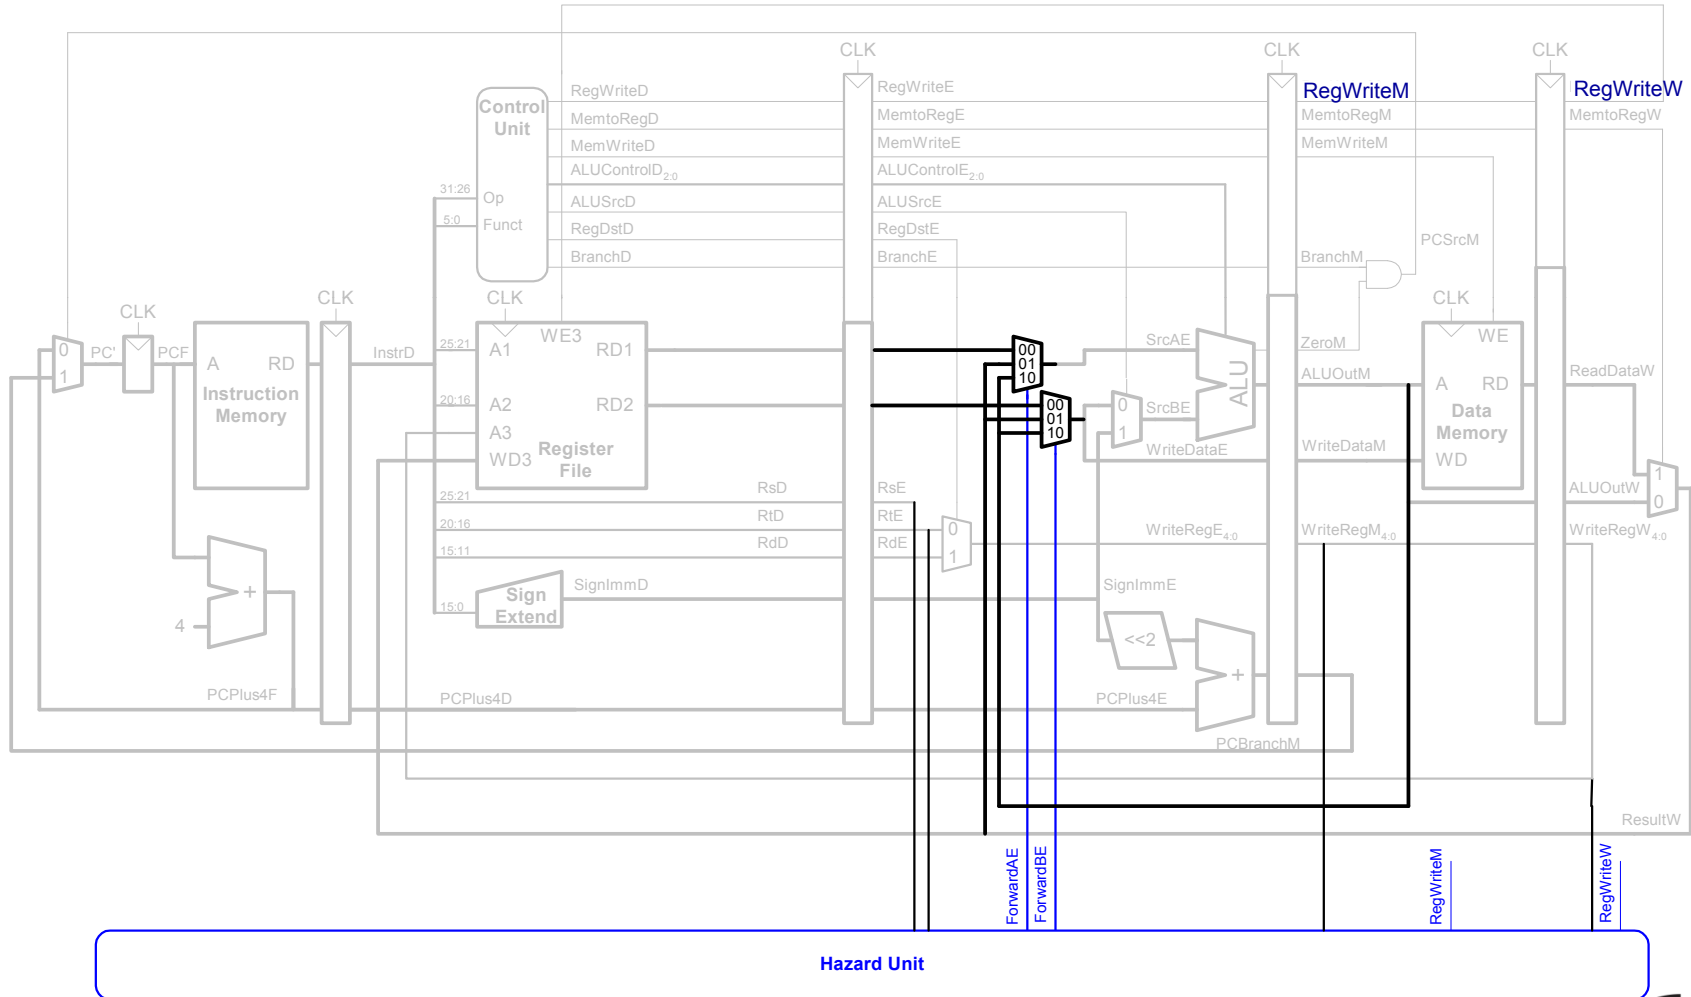 CLK
CLK
CLK
RegWriteD
RegWriteE
RegWriteM
RegWriteW
Control
Unit
MemtoRegD
MemtoRegE
MemtoRegM
MemtoRegW
MemWriteD
MemWriteE
MemWriteM
ALUControlD2:0
ALUControlE2:0
31:26
Op
ALUSrcD
ALUSrcE
5:0
Funct
RegDstD
RegDstE
PCSrcM
BranchD
BranchE
BranchM
CLK
CLK
CLK
CLK
WE3
WE
0
1
PC'
PCF
A
RD
Instruction
Memory
InstrD
25:21
A1
RD1
00
01
10
SrcAE
ALU
ZeroM
ALUOutM
A
RD
Data
Memory
WD
ReadDataW
20:16
A2
RD2
00
01
10
0
1
SrcBE
A3
WD3
Register
File
WriteDataE
WriteDataM
1
0
ALUOutW
25:21
RsD
RsE
20:16
RtD
RtE
0
1
WriteRegE4:0
WriteRegM4:0
WriteRegW4:0
15:11
RdD
RdE
+
4
15:0
Sign
Extend
SignImmD
SignImmE
<<2
+
PCPlus4F
PCPlus4D
PCPlus4E
PCBranchM
ResultW
ForwardAE
ForwardBE
RegWriteM
RegWriteW
Hazard Unit